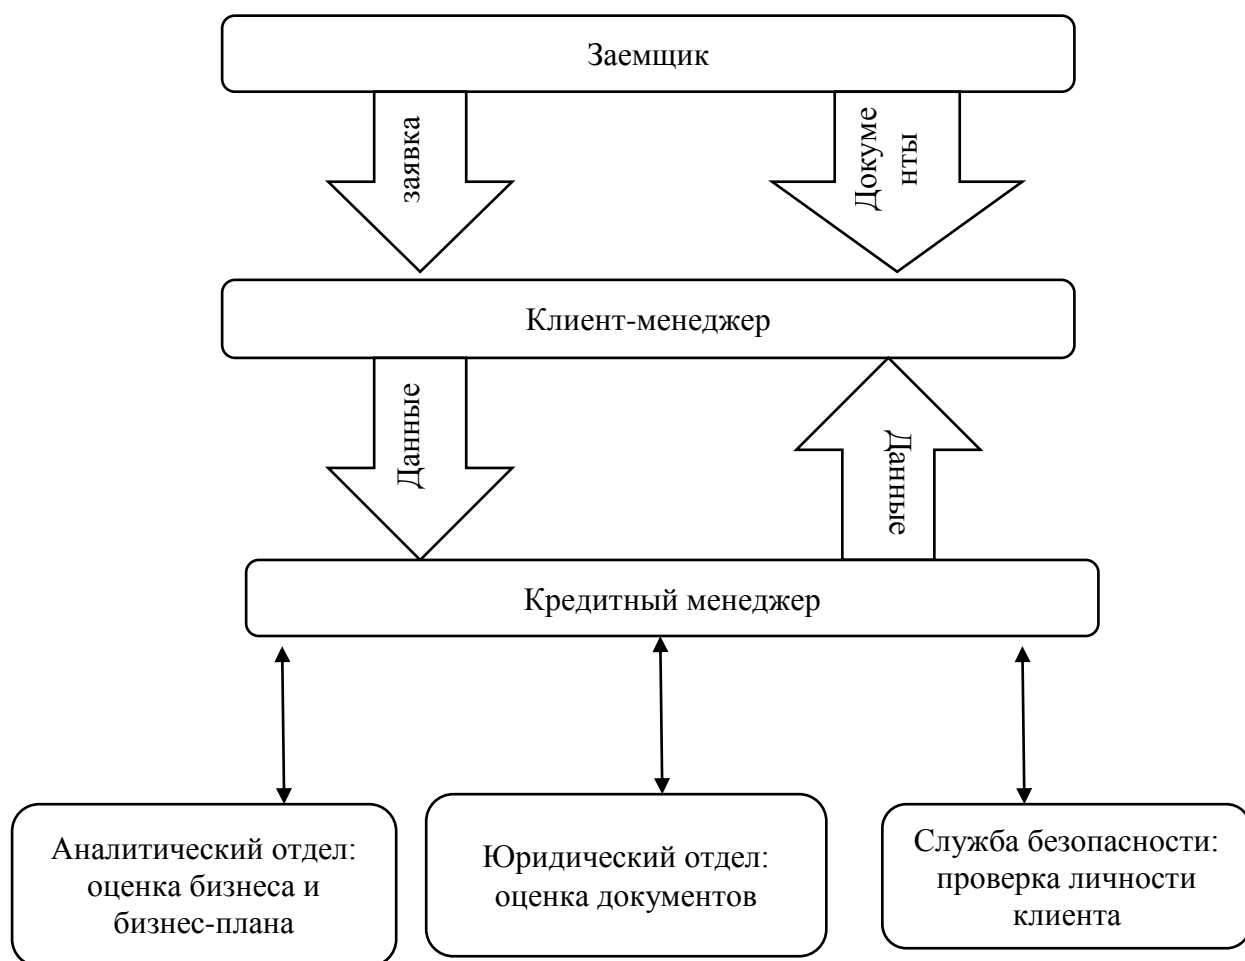 Заемщик
заявка
Докуме
нты
Клиент-менеджер
Данные
Данные
Кредитный менеджер
Аналитический отдел:
оценка бизнеса и
бизнес-плана
Юридический отдел:
оценка документов
Служба безопасности:
проверка личности
клиента